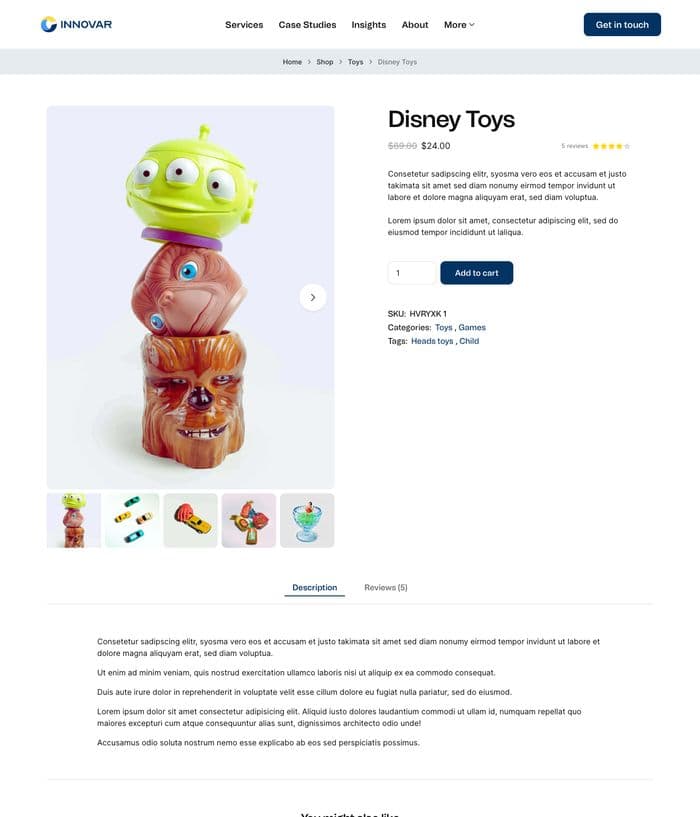 INNOVAR
Services
Case Studies
Insights
About
More
Get in touch
Home > Shop > Toys > Disney Toys
Disney Toys
$89.00 $24.00
5 reviews
Consetetur sadipscing elitr, syosma vero eos et accusam et justo
takimata sit amet sed diam nonumy eirmod tempor invidunt ut
labore et dolore magna aliquyam erat, sed diam voluptua.
Lorem ipsum dolor sit amet, consectetur adipiscing elit, sed do
eiusmod tempor incididunt ut laliqua.
1
Add to cart
SKU: HVRYXK 1
Categories: Toys , Games
Tags: Heads toys , Child
Description
Reviews (5)
Consetetur sadipscing elitr, syosma vero eos et accusam et justo takimata sit amet sed diam nonumy eirmod tempor invidunt ut labore et
dolore magna aliquyam erat, sed diam voluptua.
Ut enim ad minim veniam, quis nostrud exercitation ullamco laboris nisi ut aliquip ex ea commodo consequat.
Duis aute irure dolor in reprehenderit in voluptate velit esse cillum dolore eu fugiat nulla pariatur, sed do eiusmod.
Lorem ipsum dolor sit amet consectetur adipisicing elit. Aliquid iusto dolores laudantium commodi ut ullam id, numquam repellat quo
maiores excepturi cum atque consequuntur alias sunt, dignissimos architecto odio unde!
Accusamus odio soluta nostrum nemo esse explicabo ab eos sed perspiciatis possimus.
You might also like